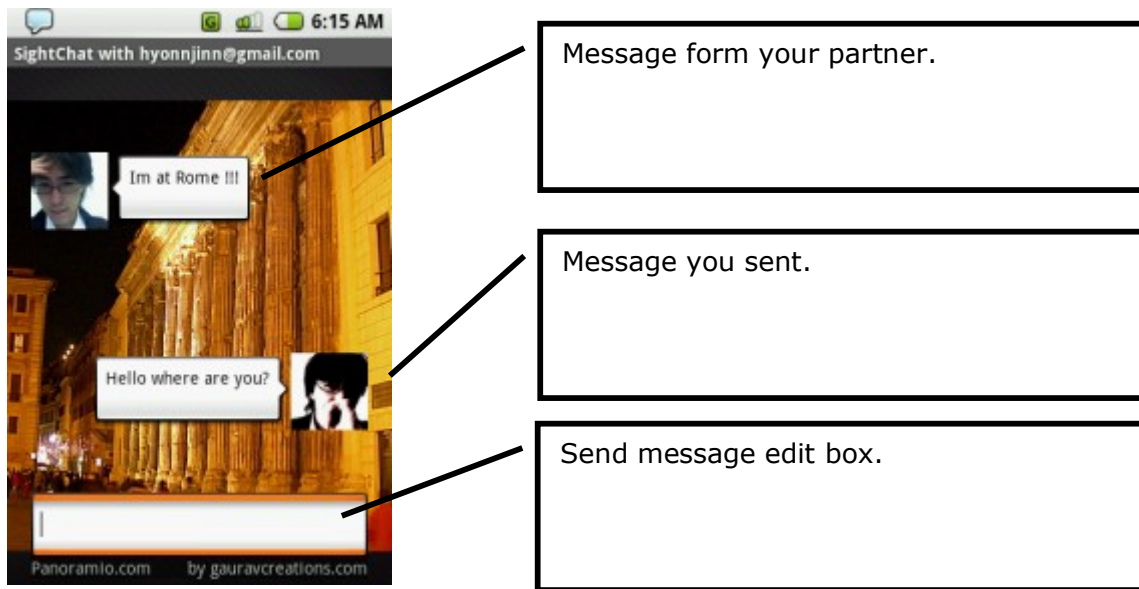 G 6:15 AM
SightChat with hyonnjinn@gmail.com
Im at Rome !!!
Hello where are you?
Panoramio.com by gauravcreations.com
Message form your partner.
Message you sent.
Send message edit box.